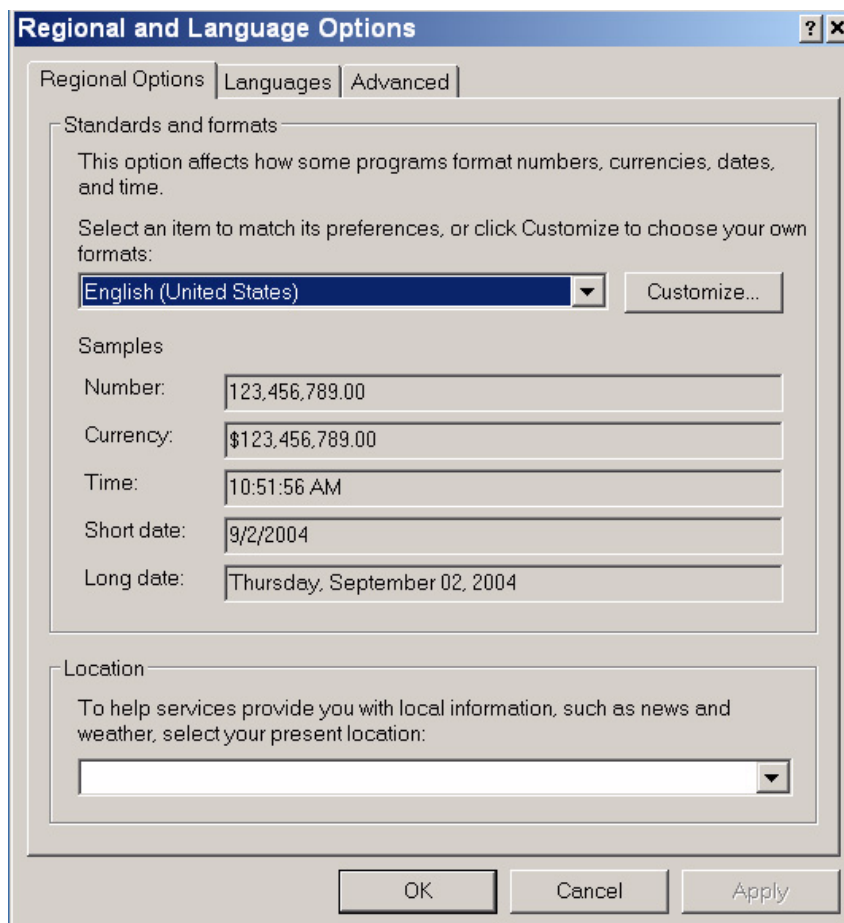 Regional and Language Options
Regional Options
Languages
Advanced
Standards and formats
This option affects how some programs format numbers, currencies, dates,
and time.
Select an item to match its preferences, or click Customize to choose your own
formats:
English (United States)
Customize...
Samples
Number:
123,456,789.00
Currency:
$123,456,789.00
Time:
10:51:56 AM
Short date:
9/2/2004
Long date:
Thursday, September 02, 2004
Location
To help services provide you with local information, such as news and
weather, select your present location:
OK
Cancel
Apply